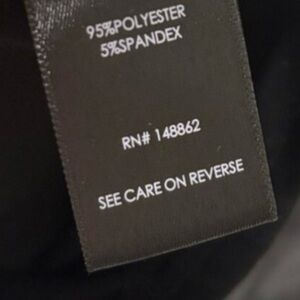 95%POLYESTER
5%SPANDEX
RN# 148862
SEE CARE ON REVERSE